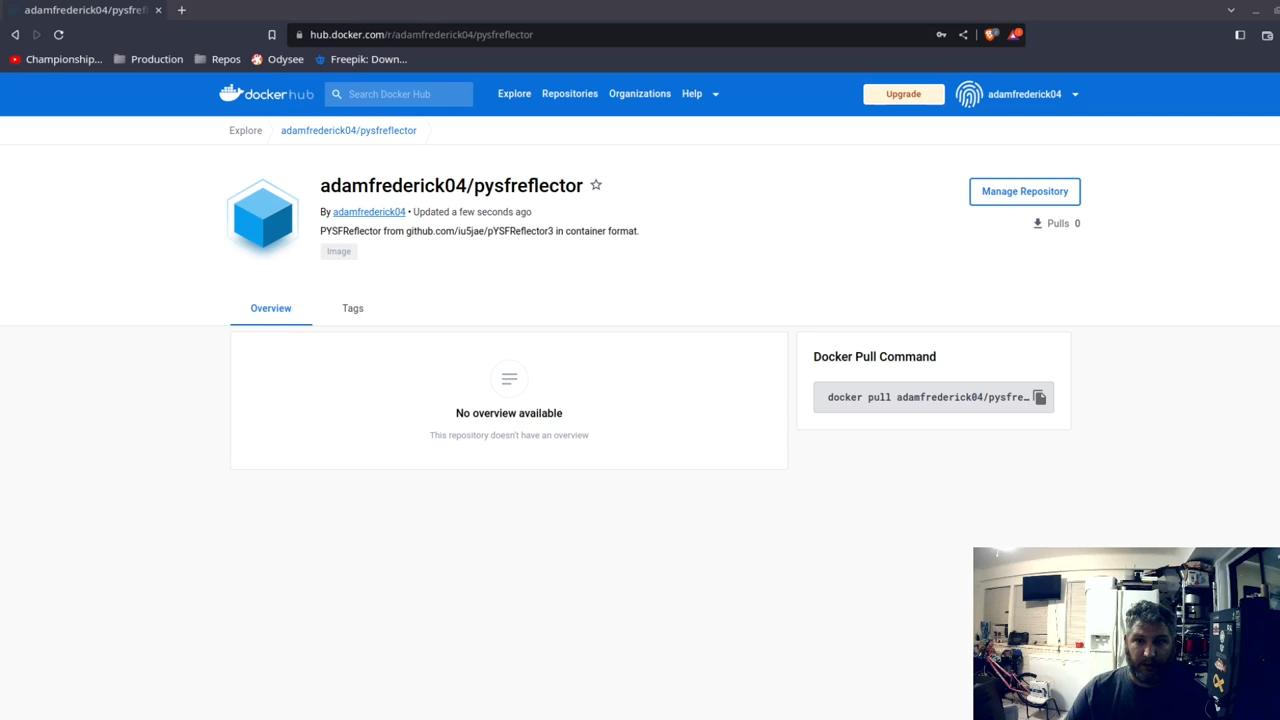 adamfrederick04/pysfrefl
hub.docker.com/r/adamfrederick04/pysfreflector
Championship...
Production
Repos
Odysee
Freepik: Down...
dockerhub
Search Docker Hub
Explore
Repositories
Organizations
Help
Upgrade
adamfrederick04
Explore
adamfrederick04/pysfreflector
adamfrederick04/pysfreflector
Manage Repository
By adamfrederick04 • Updated a few seconds ago
Pulls 0
PYSFReflector from github.com/iu5jae/pYSFReflector3 in container format.
Image
Overview
Tags
No overview available
This repository doesn't have an overview
Docker Pull Command
docker pull adamfrederick04/pysfre…